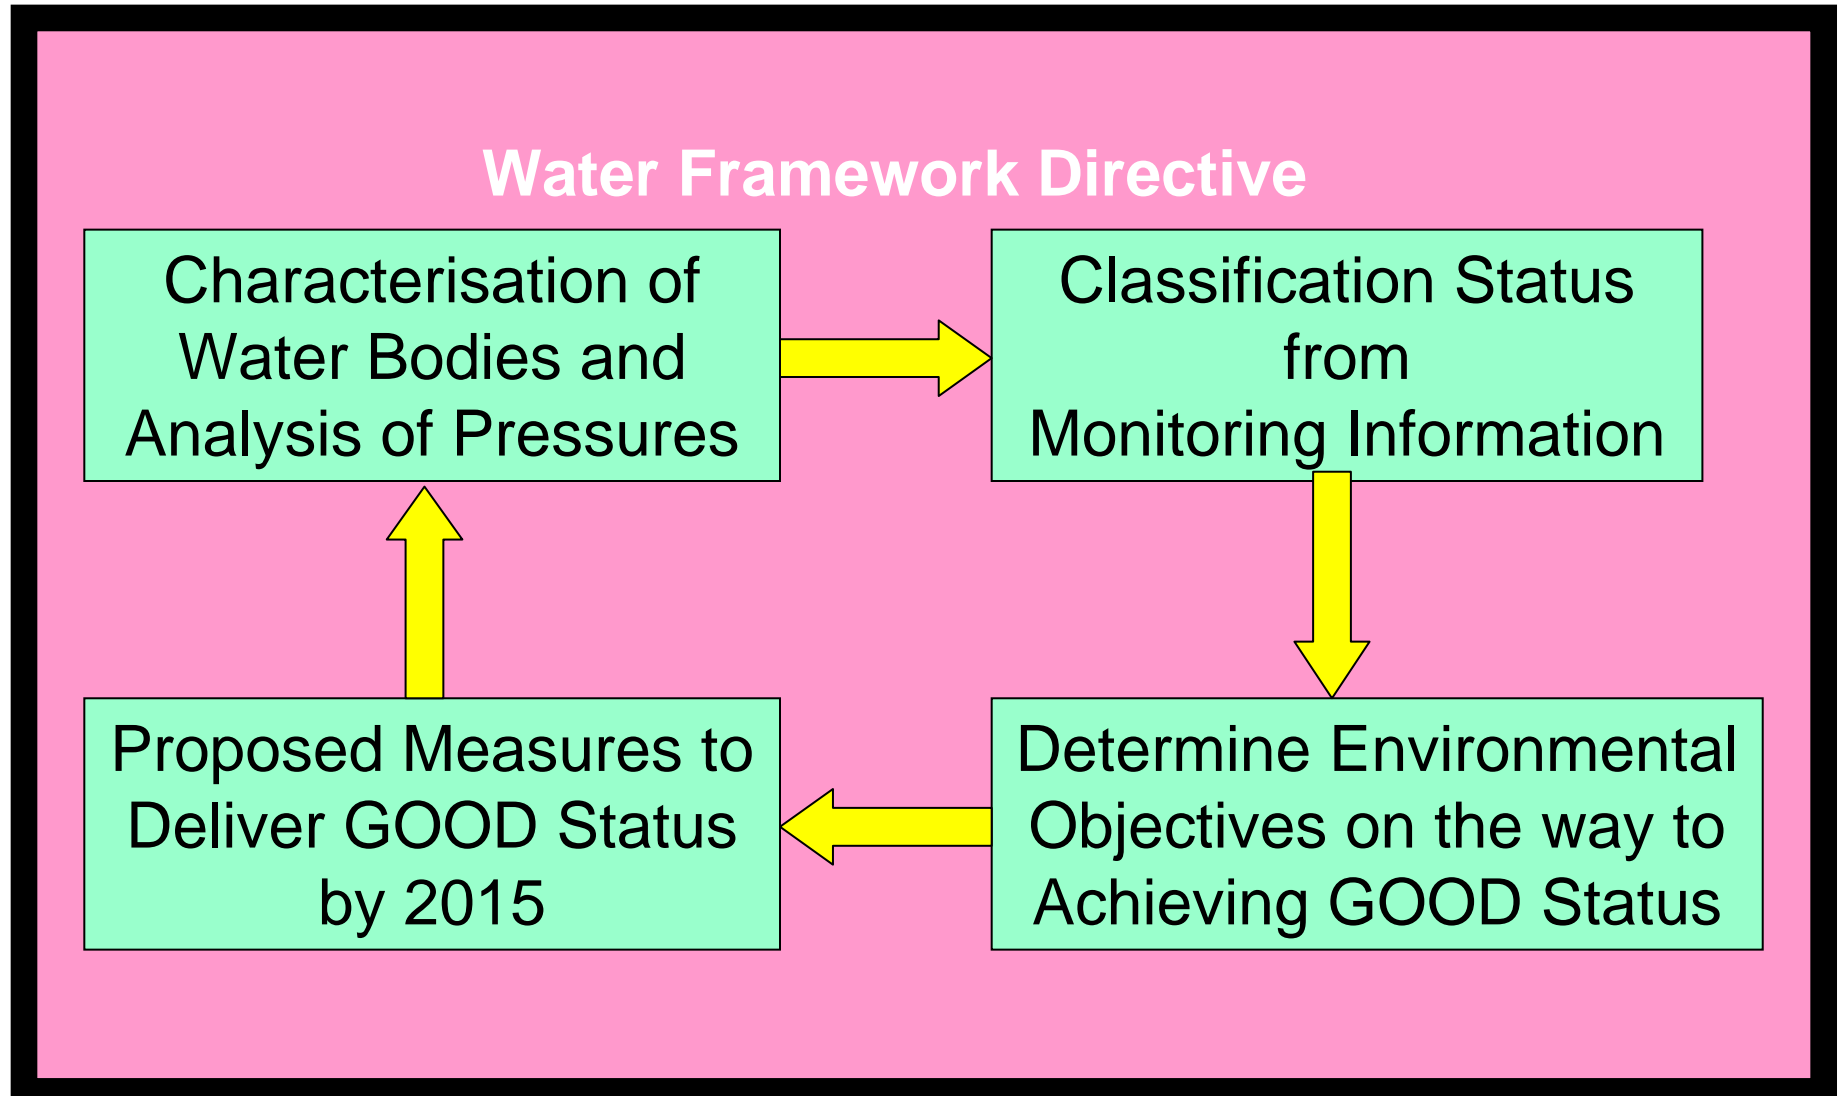 Water Framework Directive
Characterisation of
Water Bodies and
Analysis of Pressures
Classification Status
from
Monitoring Information
Determine Environmental
Objectives on the way to
Achieving GOOD Status
Proposed Measures to
Deliver GOOD Status
by 2015